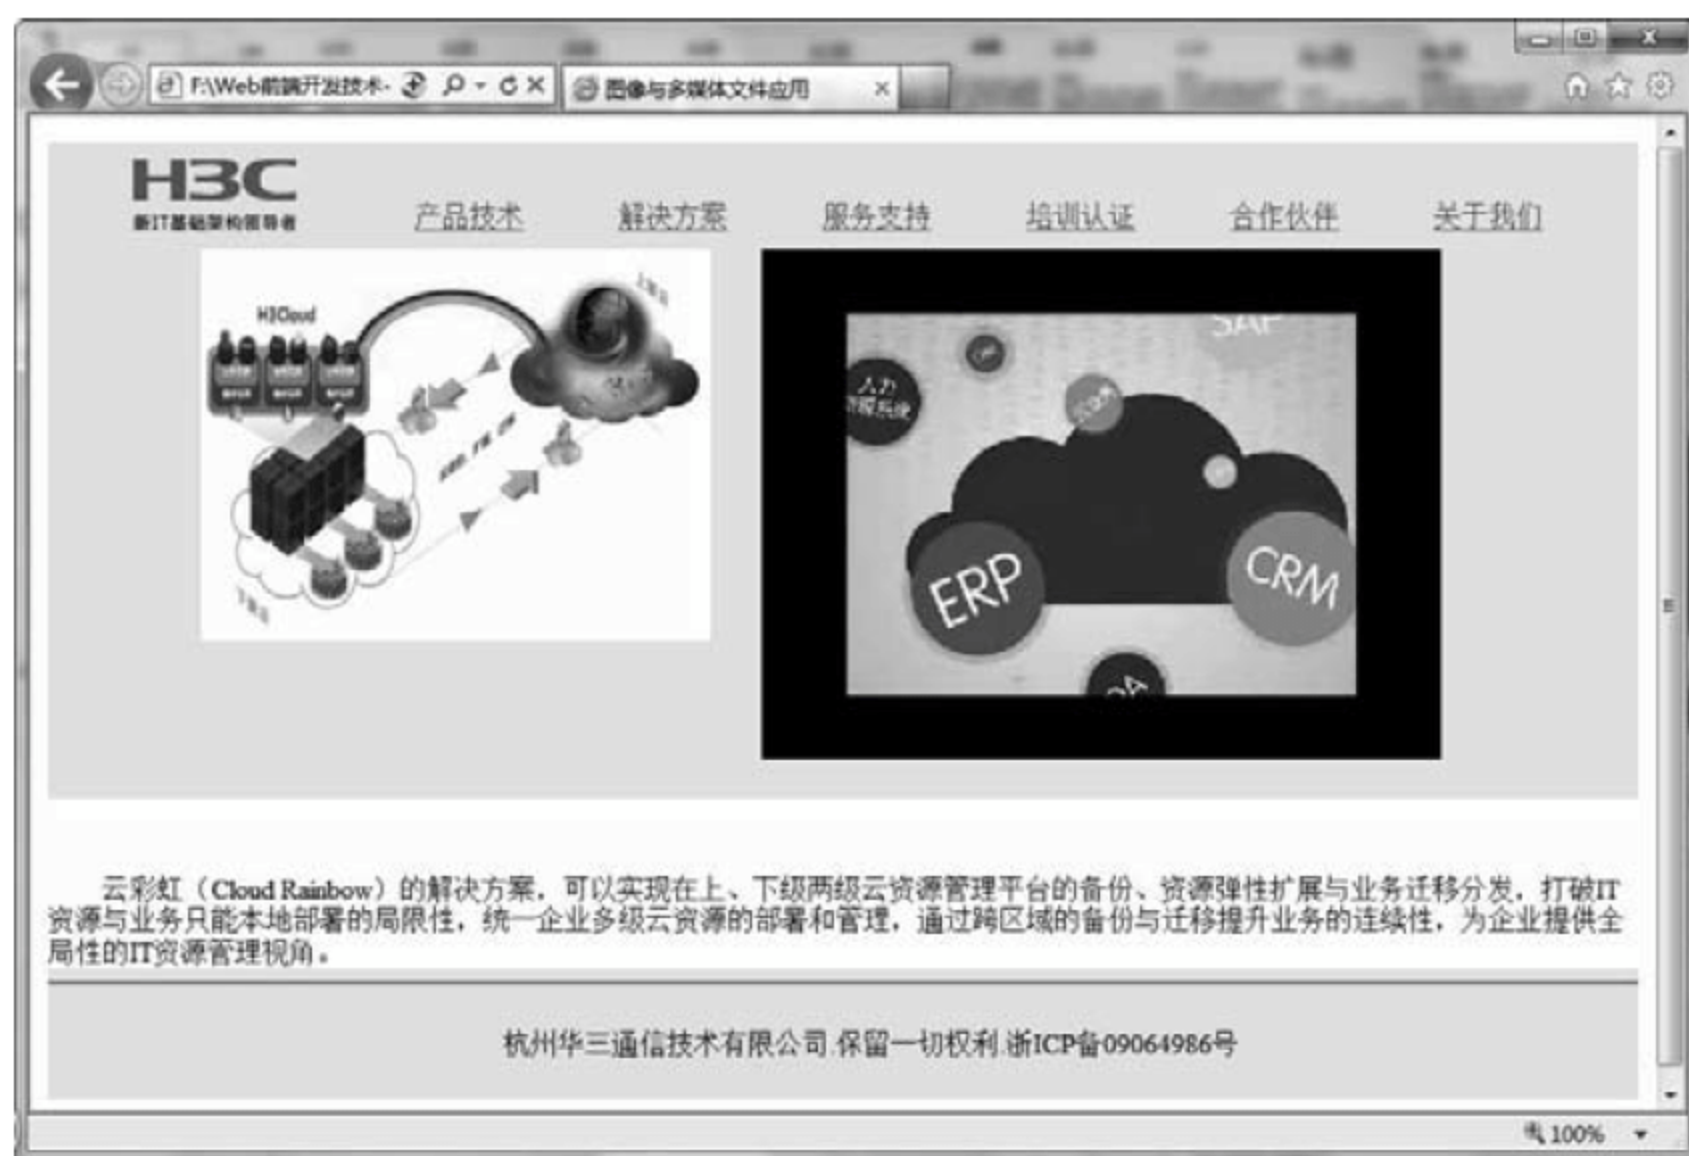 F:\Web前端开发技术-
图像与多媒体文件应用
H3C
新IT基础架构领导者
产品技术 解决方案 服务支持 培训认证 合作伙伴 关于我们
H3Cloud
SAP
人力
资源系统
ERP
CRM
OA
云彩虹（Cloud Rainbow）的解决方案，可以实现在上、下级两级云资源管理平台的备份、资源弹性扩展与业务迁移分发，打破IT
资源与业务只能本地部署的局限性，统一企业多级云资源的部署和管理，通过跨区域的备份与迁移提升业务的连续性，为企业提供全
局性的IT资源管理视角。
杭州华三通信技术有限公司.保留一切权利.浙ICP备09064986号
100%